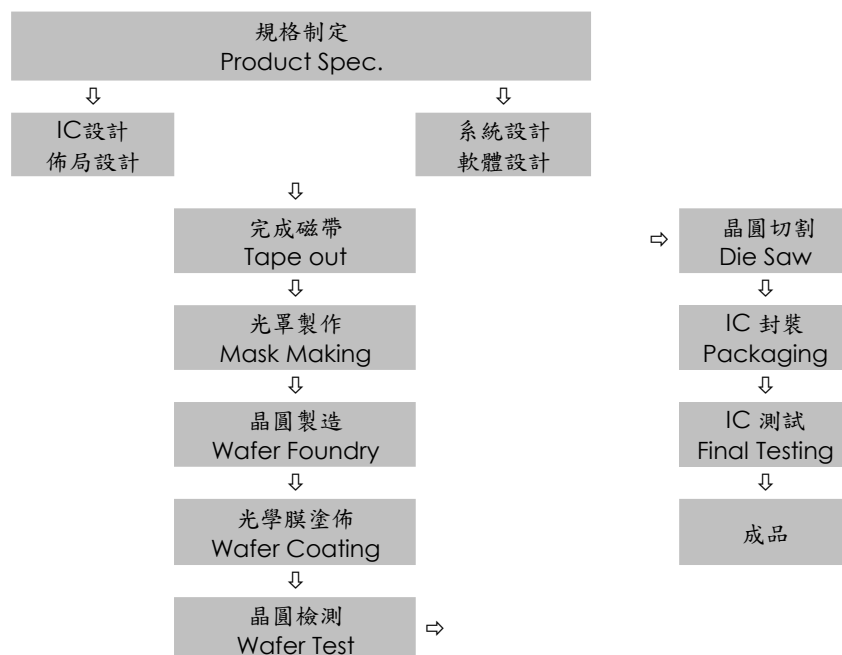 規格制定
Product Spec.
⇩
⇩
IC設計
佈局設計
系統設計
軟體設計
⇩
完成磁帶
Tape out
⇩
光罩製作
Mask Making
⇩
晶圓製造
Wafer Foundry
⇩
光學膜塗佈
Wafer Coating
⇩
晶圓檢測
Wafer Test
⇨
⇨
晶圓切割
Die Saw
⇩
IC 封裝
Packaging
⇩
IC 測試
Final Testing
⇩
成品